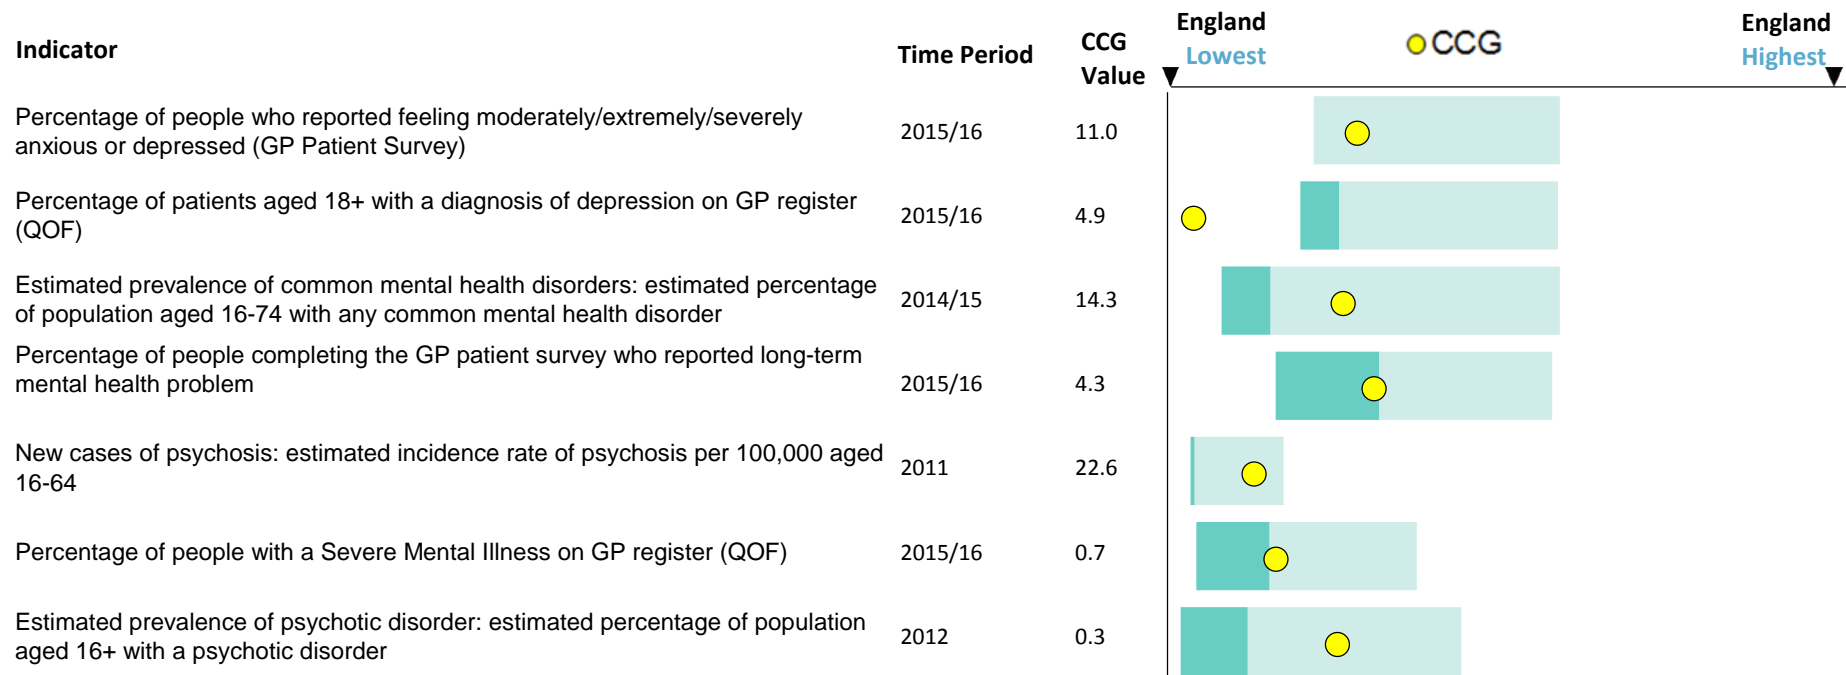 Indicator
Time Period
CCG
Value
England
Lowest
CCG
England
Highest
Percentage of people who reported feeling moderately/extremely/severely
anxious or depressed (GP Patient Survey)
2015/16
11.0
Percentage of patients aged 18+ with a diagnosis of depression on GP register
(QOF)
2015/16
4.9
Estimated prevalence of common mental health disorders: estimated percentage
of population aged 16-74 with any common mental health disorder
2014/15
14.3
Percentage of people completing the GP patient survey who reported long-term
mental health problem
2015/16
4.3
New cases of psychosis: estimated incidence rate of psychosis per 100,000 aged
16-64
2011
22.6
Percentage of people with a Severe Mental Illness on GP register (QOF)
2015/16
0.7
Estimated prevalence of psychotic disorder: estimated percentage of population
aged 16+ with a psychotic disorder
2012
0.3